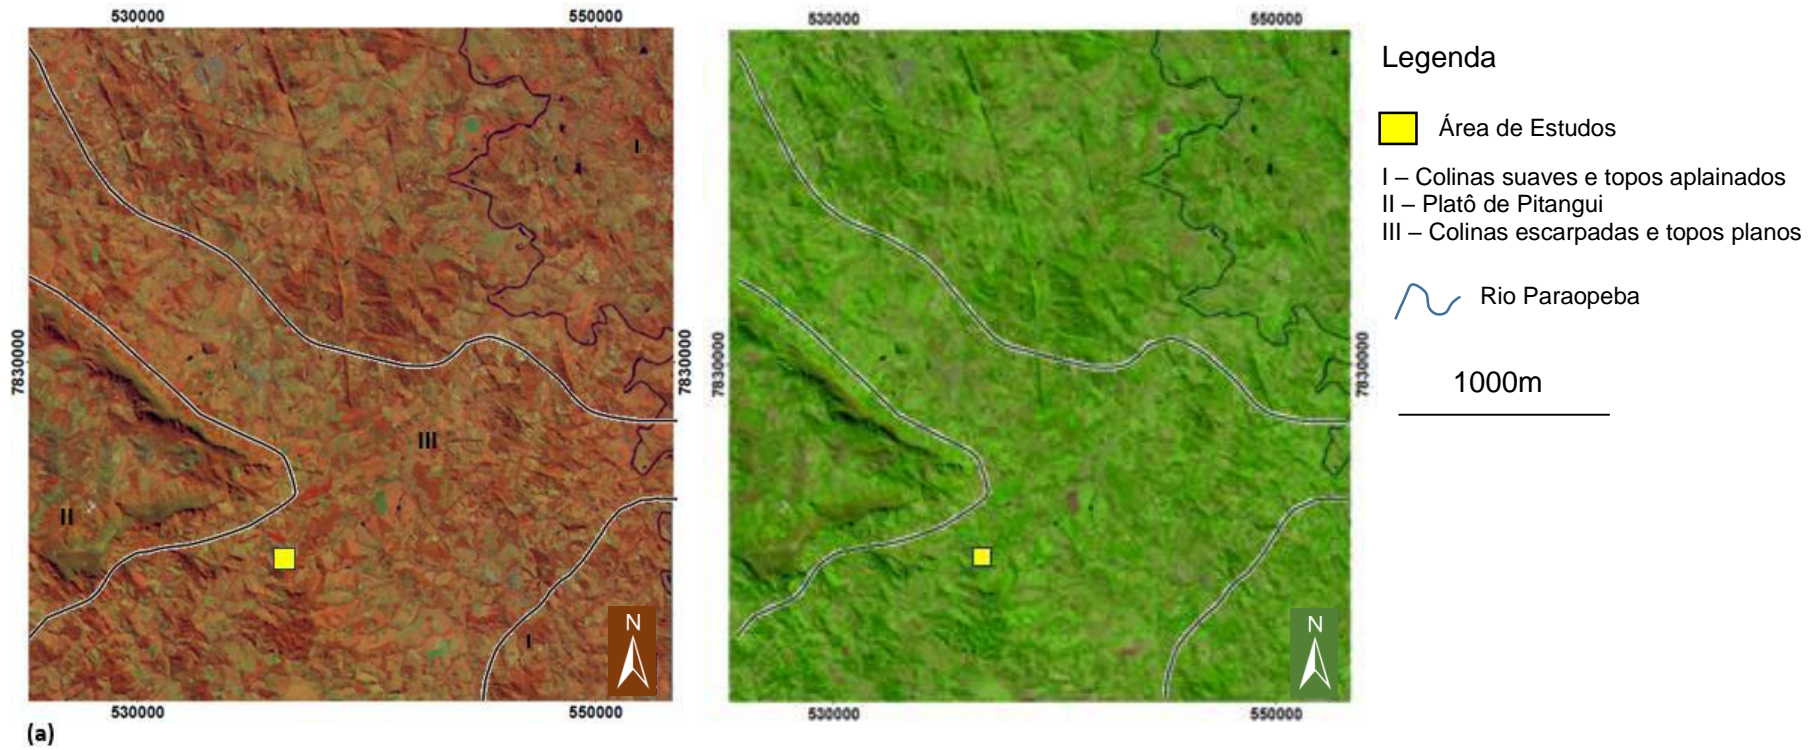 530000 550000
530000 550000
Legenda
Área de Estudos
I – Colinas suaves e topos aplainados
II – Platô de Pitangui
III – Colinas escarpadas e topos planos
Rio Paraopeba
1000m
7830000
7830000
7830000
7830000
I
III
II
I
N
N
530000 550000
530000 550000
(a)